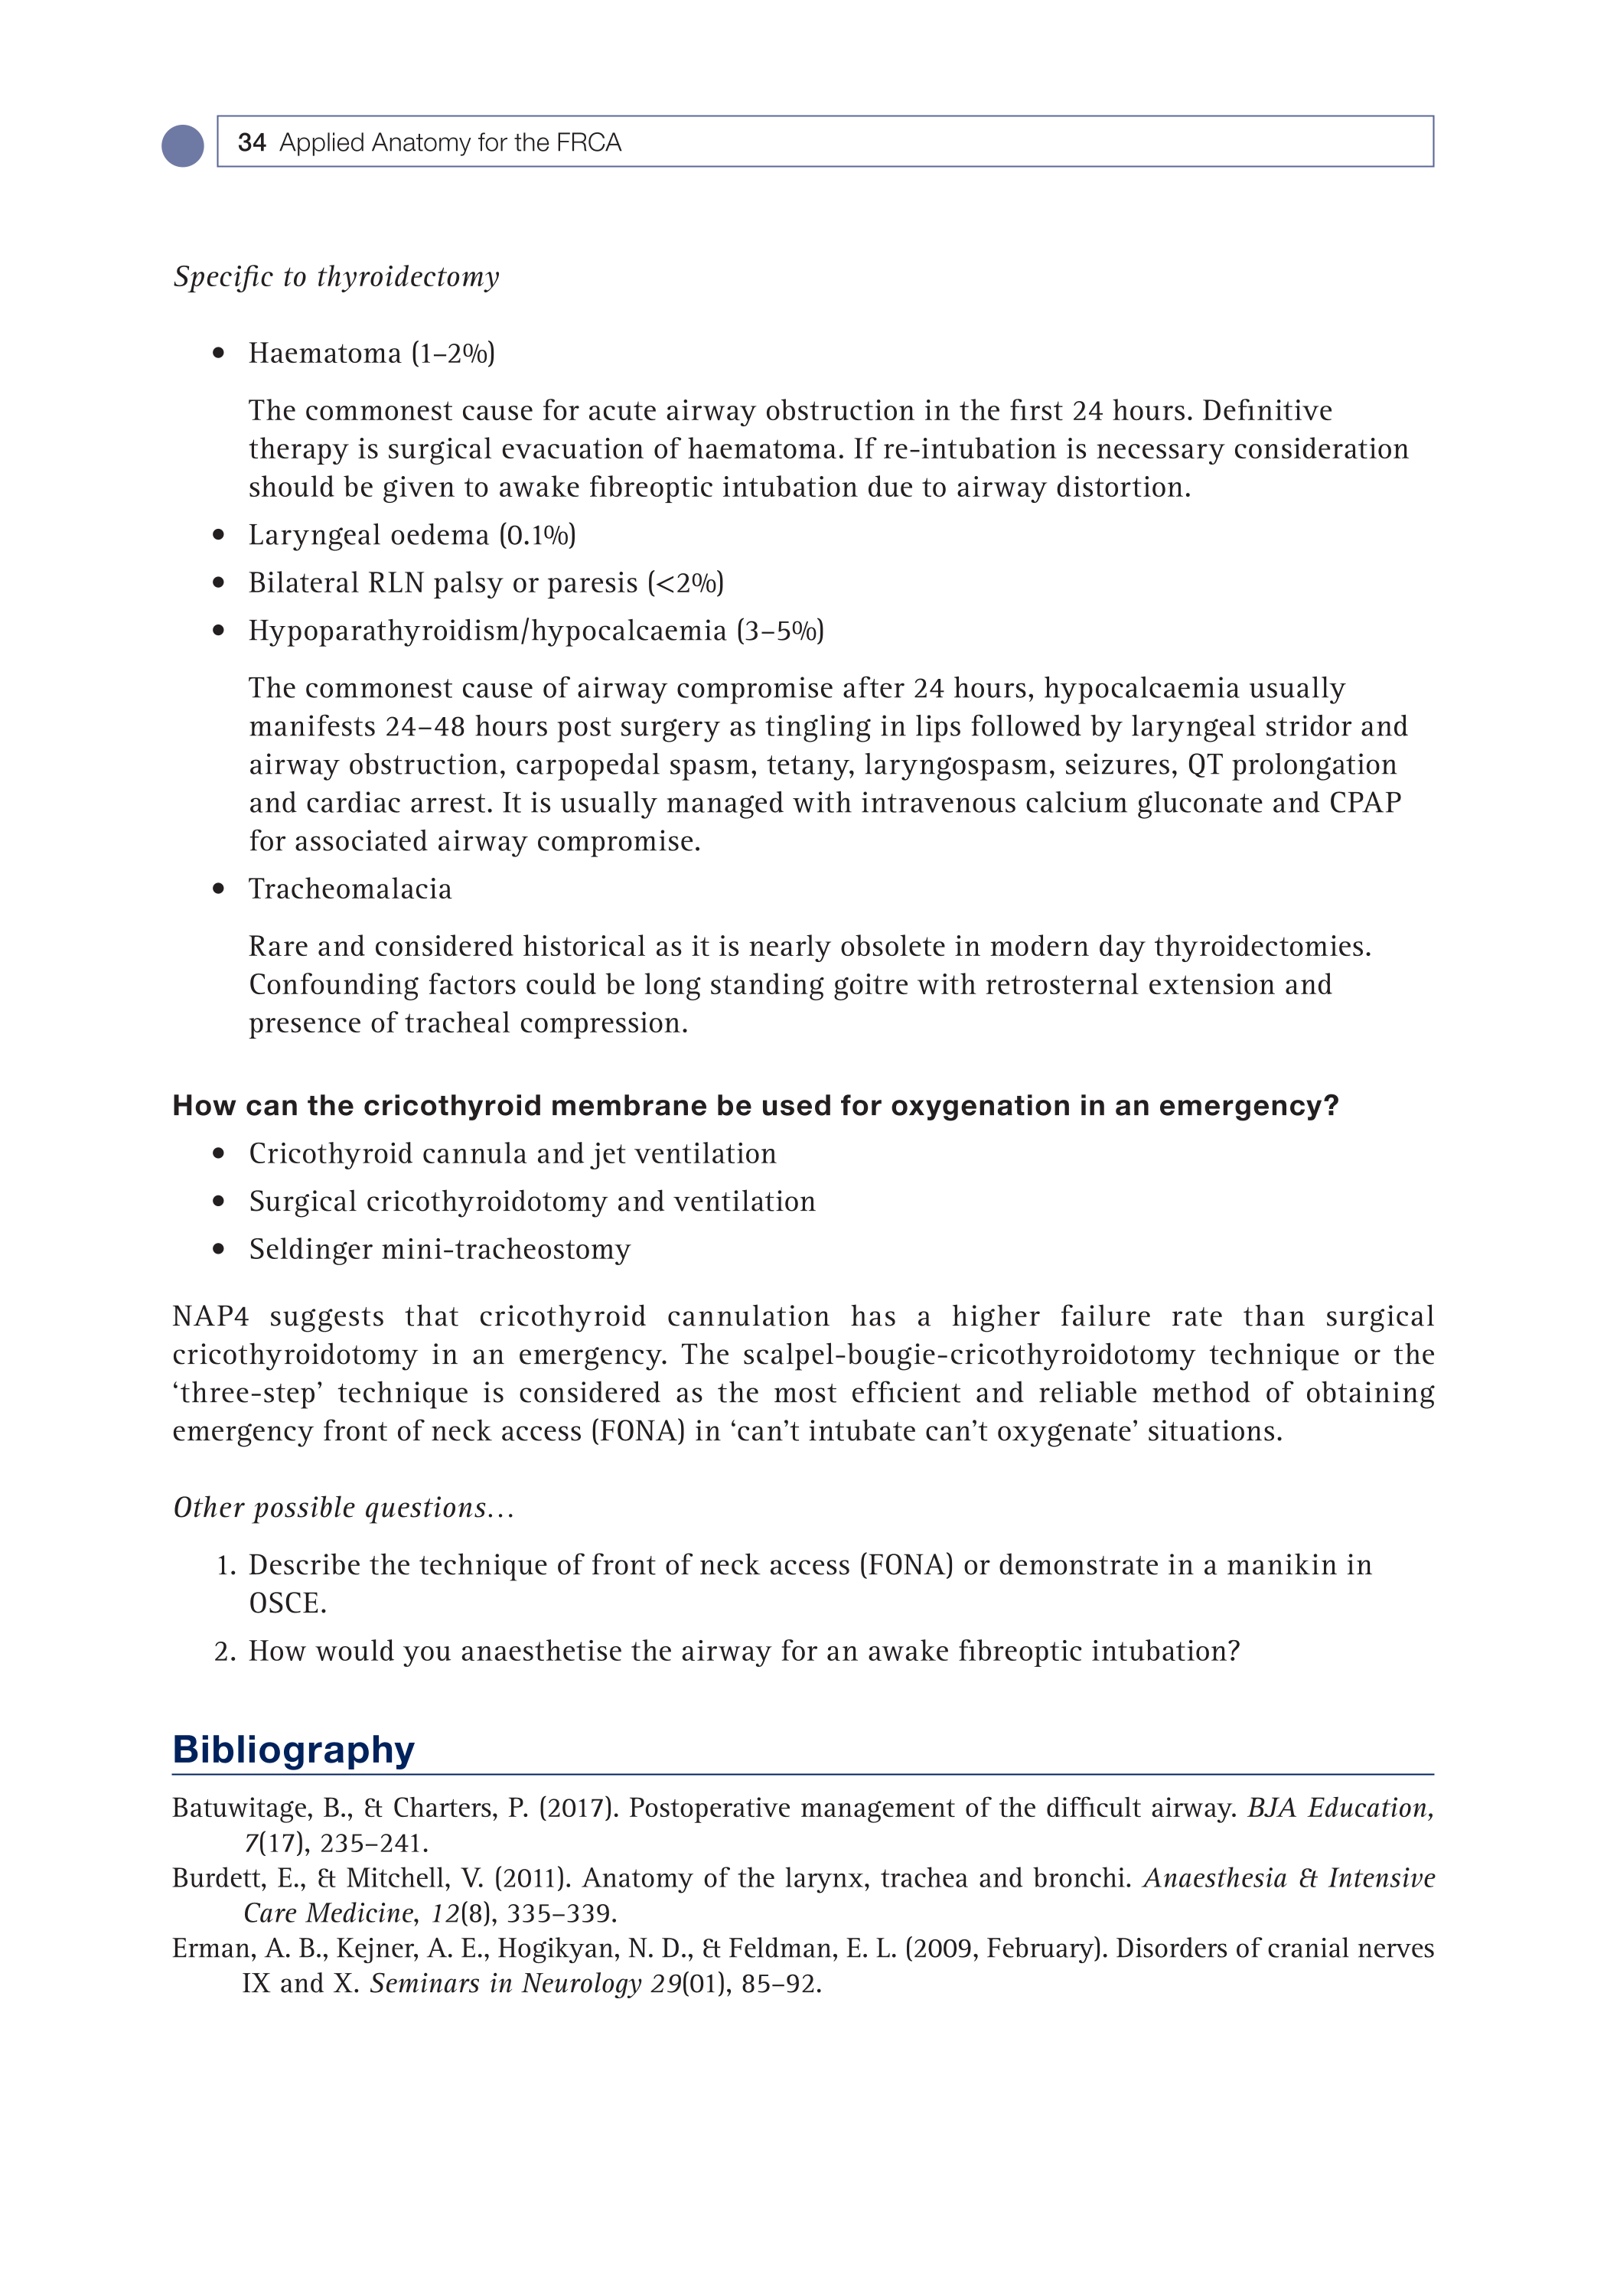 34 Applied Anatomy for the FRCA
Specific to thyroidectomy
• Haematoma (1–2%)
The commonest cause for acute airway obstruction in the first 24 hours. Definitive
therapy is surgical evacuation of haematoma. If re-intubation is necessary consideration
should be given to awake fibreoptic intubation due to airway distortion.
• Laryngeal oedema (0.1%)
• Bilateral RLN palsy or paresis (<2%)
• Hypoparathyroidism/hypocalcaemia (3–5%)
The commonest cause of airway compromise after 24 hours, hypocalcaemia usually
manifests 24–48 hours post surgery as tingling in lips followed by laryngeal stridor and
airway obstruction, carpopedal spasm, tetany, laryngospasm, seizures, QT prolongation
and cardiac arrest. It is usually managed with intravenous calcium gluconate and CPAP
for associated airway compromise.
• Tracheomalacia
Rare and considered historical as it is nearly obsolete in modern day thyroidectomies.
Confounding factors could be long standing goitre with retrosternal extension and
presence of tracheal compression.
How can the cricothyroid membrane be used for oxygenation in an emergency?
• Cricothyroid cannula and jet ventilation
• Surgical cricothyroidotomy and ventilation
• Seldinger mini-tracheostomy
NAP4 suggests that cricothyroid cannulation has a higher failure rate than surgical
cricothyroidotomy in an emergency. The scalpel-bougie-cricothyroidotomy technique or the
‘three-step’ technique is considered as the most efficient and reliable method of obtaining
emergency front of neck access (FONA) in ‘can’t intubate can’t oxygenate’ situations.
Other possible questions…
1. Describe the technique of front of neck access (FONA) or demonstrate in a manikin in
OSCE.
2. How would you anaesthetise the airway for an awake fibreoptic intubation?
Bibliography
Batuwitage, B., & Charters, P. (2017). Postoperative management of the difficult airway. BJA Education,
7(17), 235–241.
Burdett, E., & Mitchell, V. (2011). Anatomy of the larynx, trachea and bronchi. Anaesthesia & Intensive
Care Medicine, 12(8), 335–339.
Erman, A. B., Kejner, A. E., Hogikyan, N. D., & Feldman, E. L. (2009, February). Disorders of cranial nerves
IX and X. Seminars in Neurology 29(01), 85–92.